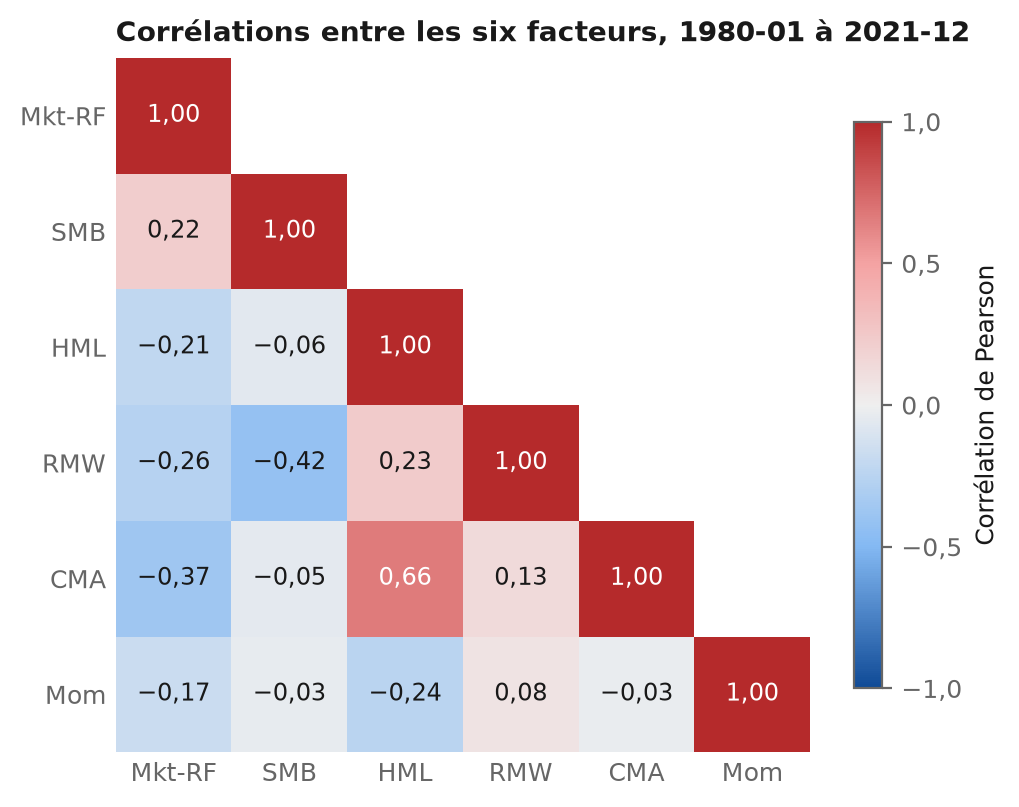 Corrélations entre les six facteurs, 1980-01 à 2021-12
Mkt-RF 1,00
SMB 0,22 1,00
HML −0,21 −0,06 1,00
RMW −0,26 −0,42 0,23 1,00
CMA −0,37 −0,05 0,66 0,13 1,00
Mom −0,17 −0,03 −0,24 0,08 −0,03 1,00
Mkt-RF SMB HML RMW CMA Mom
1,0
0,5
0,0
−0,5
−1,0
Corrélation de Pearson